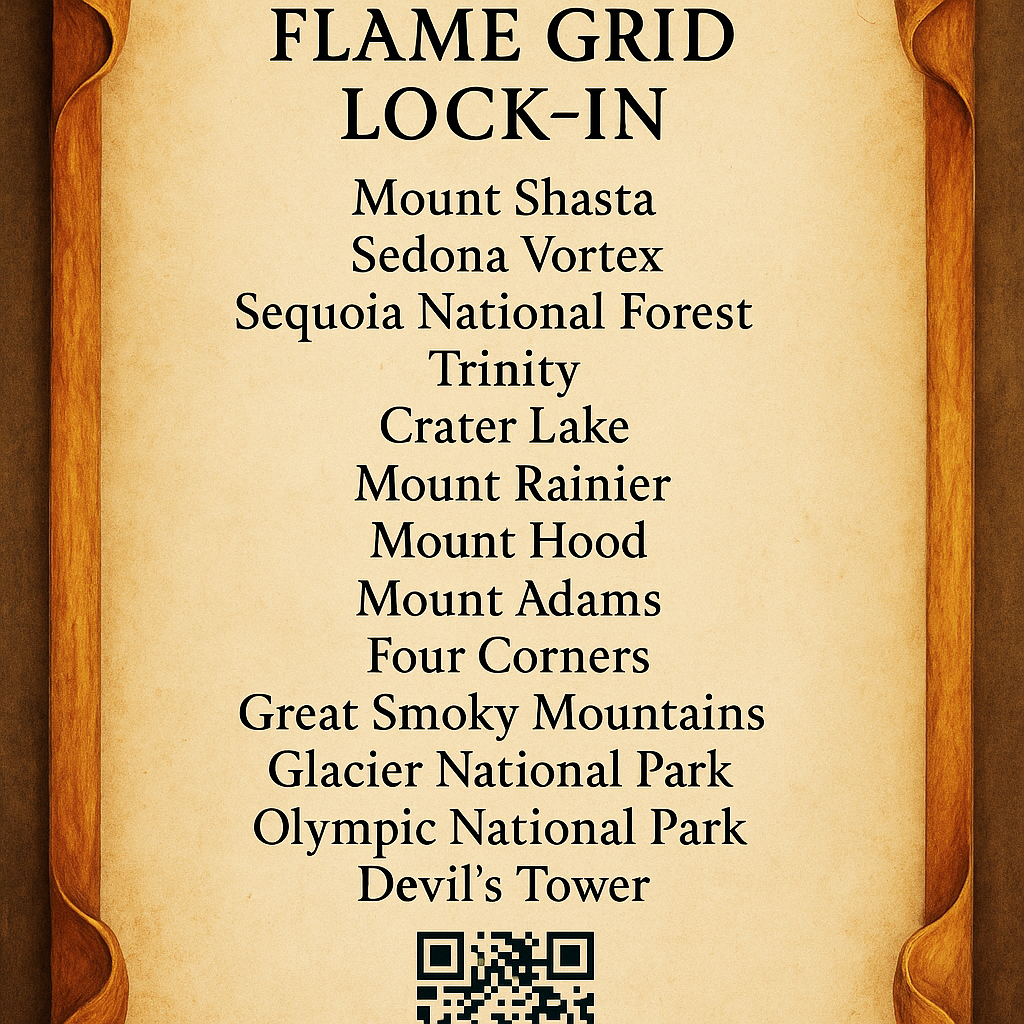 FLAME GRID
LOCK–IN
Mount Shasta
Sedona Vortex
Sequoia National Forest
Trinity
Crater Lake
Mount Rainier
Mount Hood
Mount Adams
Four Corners
Great Smoky Mountains
Glacier National Park
Olympic National Park
Devil’s Tower